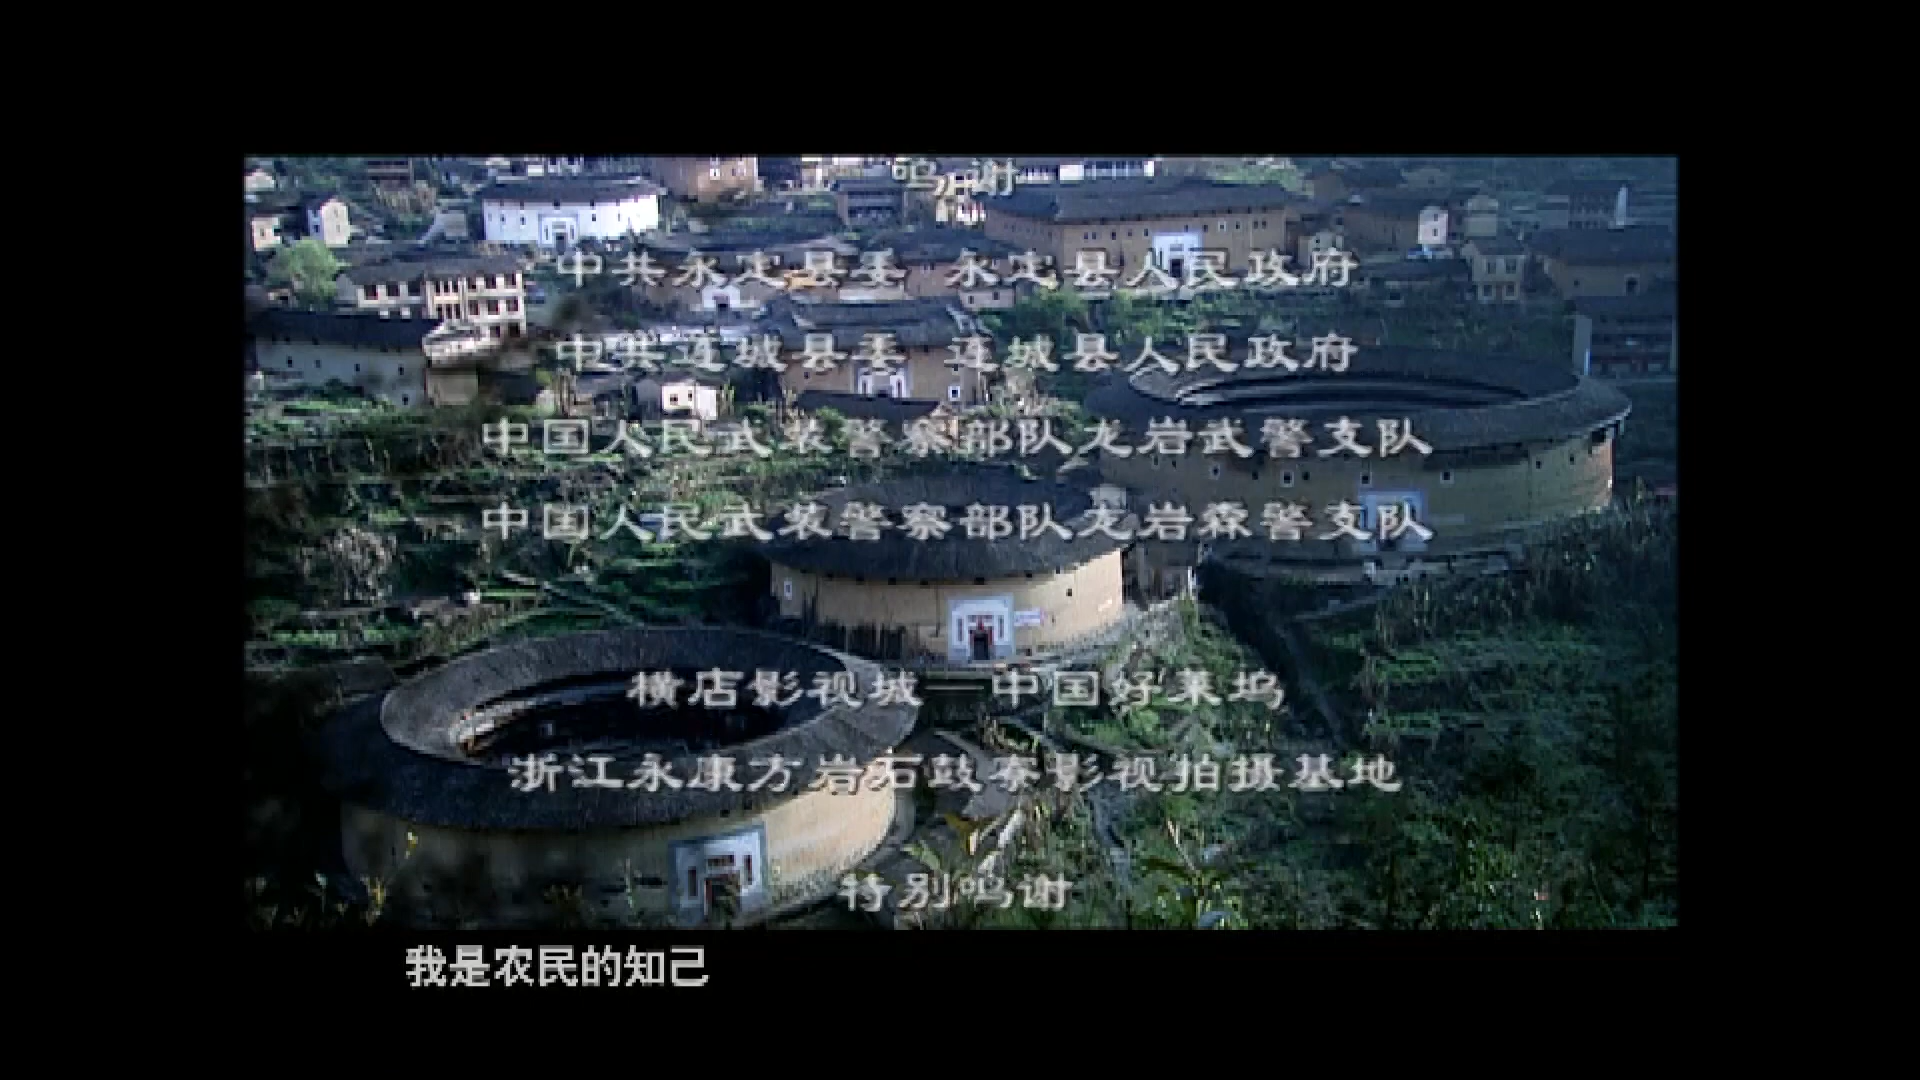 鸣谢
中共永定县委 永定县人民政府
中共连城县委 连城县人民政府
中国人民武装警察部队龙岩武警支队
中国人民武装警察部队龙岩森警支队
横店影视城—中国好莱坞
浙江永康方岩石鼓寮影视拍摄基地
特别鸣谢
我是农民的知己